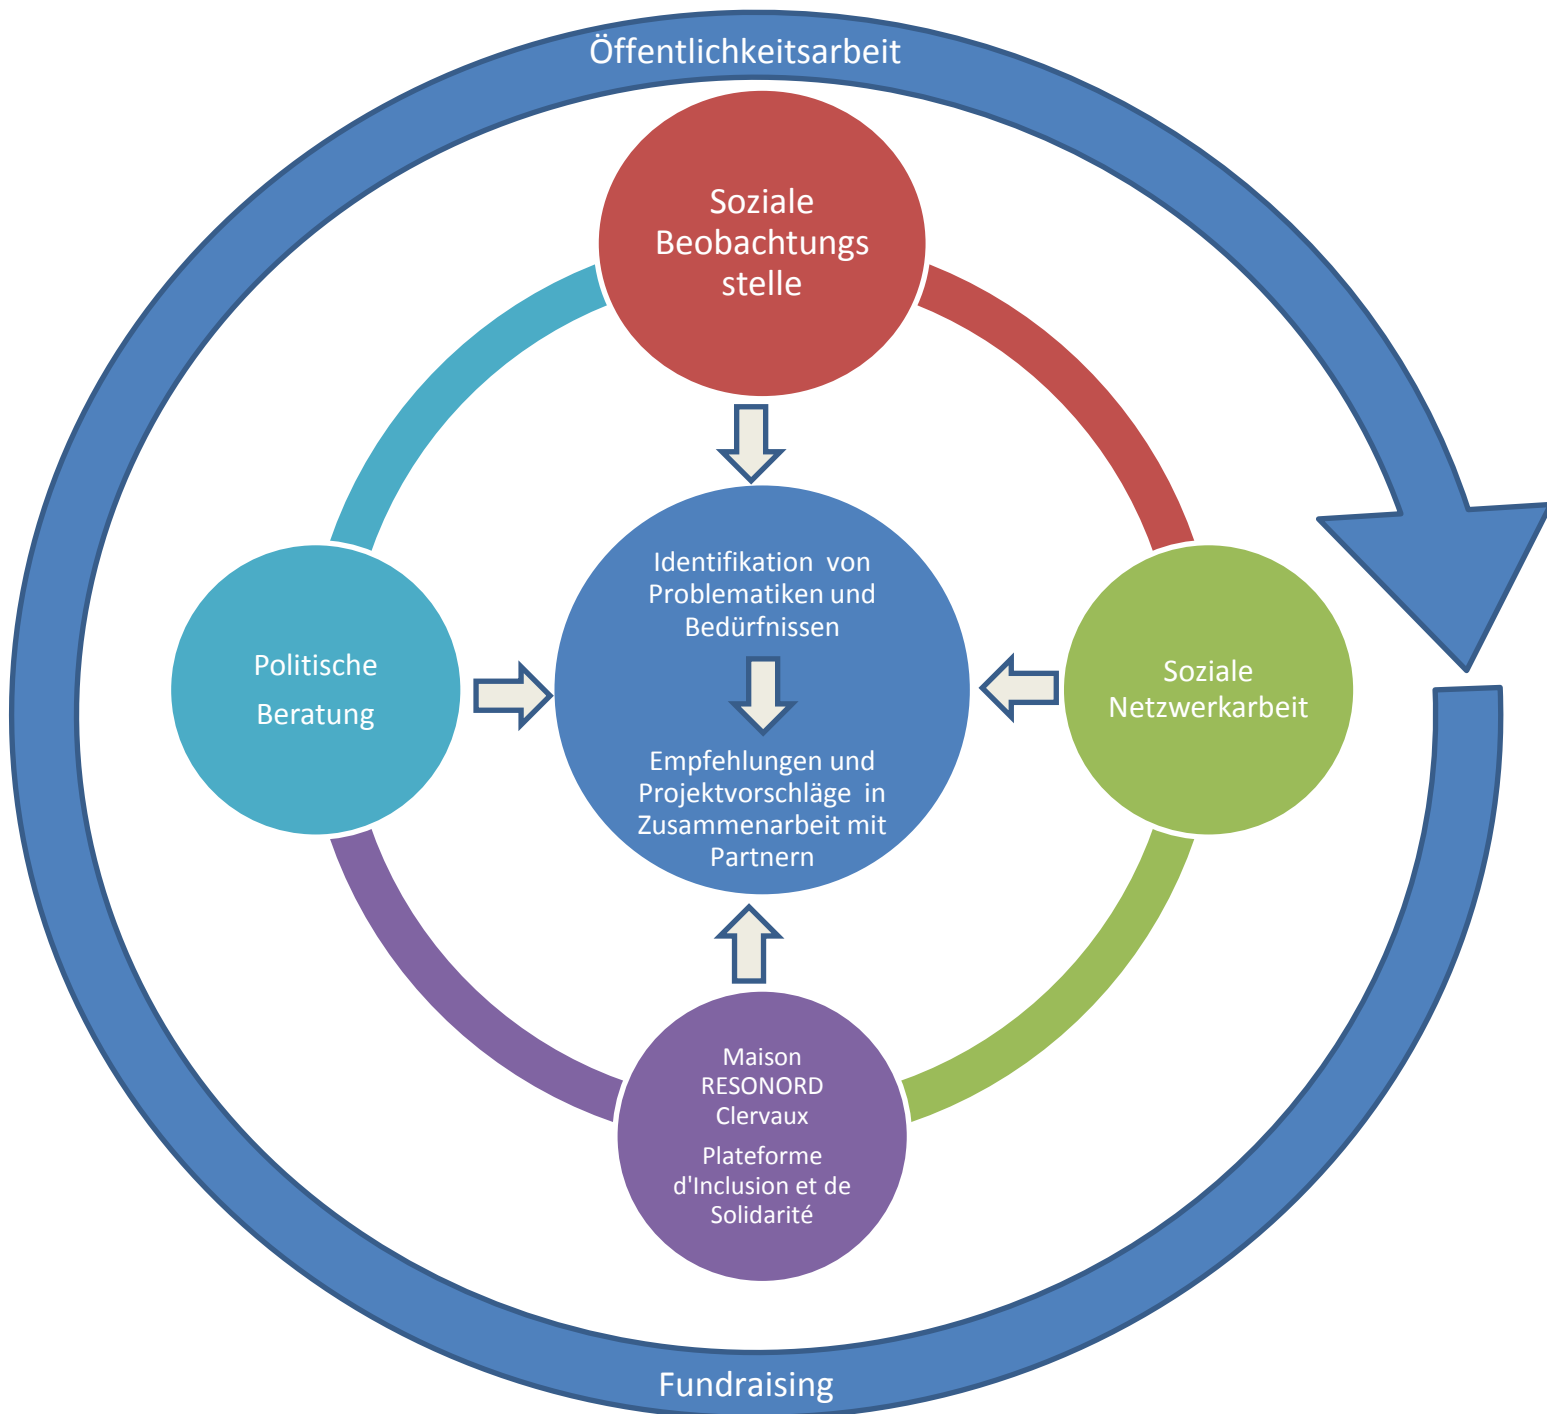 Öffentlichkeitsarbeit
Soziale
Beobachtungs
stelle
Identifikation von
Problematiken und
Bedürfnissen
Politische
Beratung
Soziale
Netzwerkarbeit
Empfehlungen und
Projektvorschläge in
Zusammenarbeit mit
Partnern
Maison
RESONORD
Clervaux
Plateforme
d'Inclusion et de
Solidarité
Fundraising